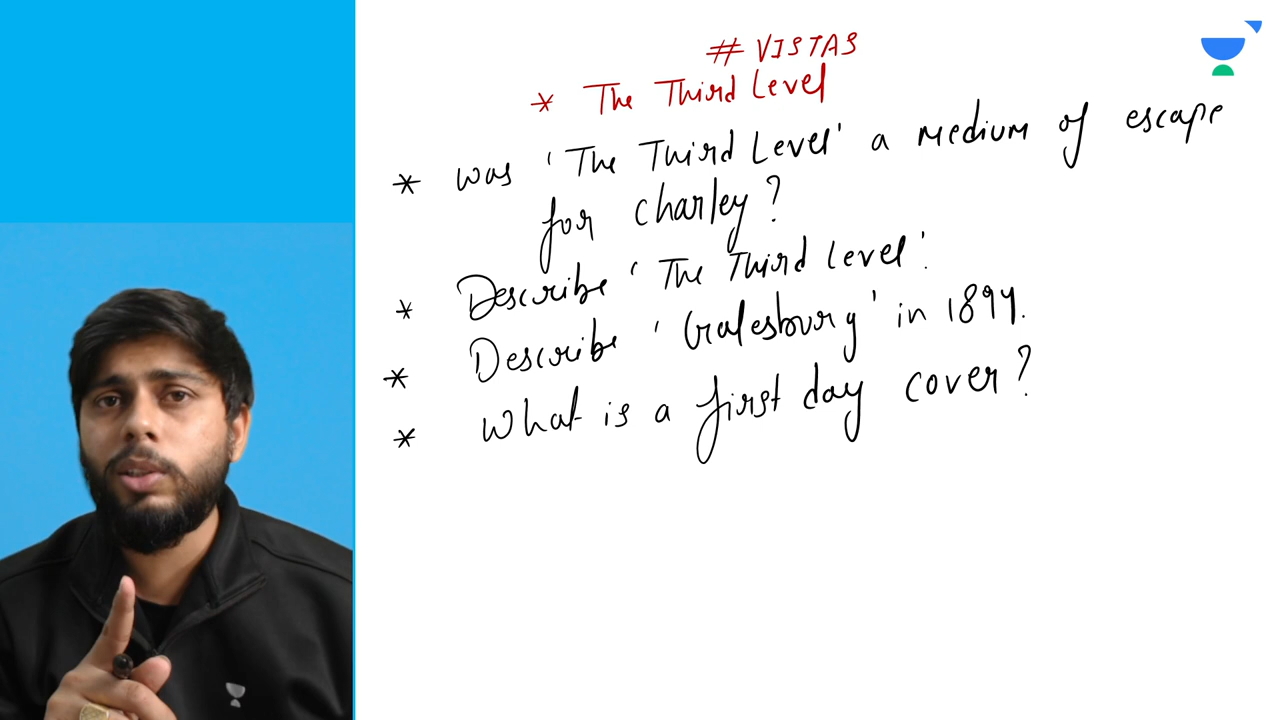 # VISTAS
* The Third Level
* Was 'The Third Level' a medium of escape
for Charley?
* Describe 'The Third Level'.
* Describe 'Galesburg' in 1894.
* What is a first day cover?